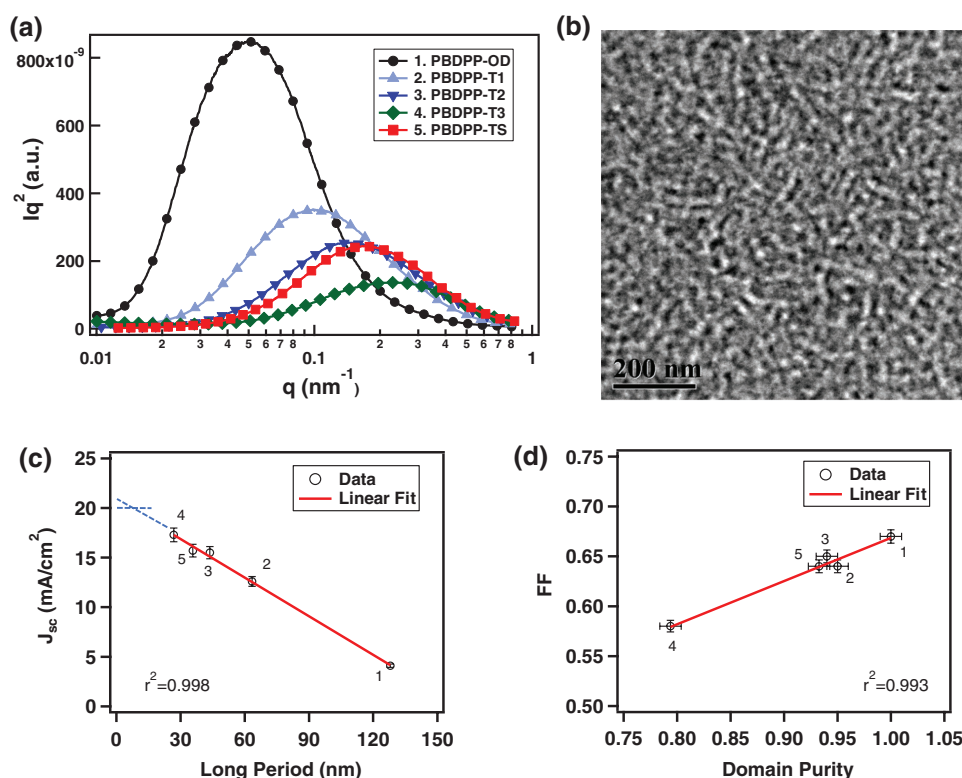 (a)
800x10⁻⁹
600
400
200
0
Iq² (a.u.)
1. PBDPP-OD
2. PBDPP-T1
3. PBDPP-T2
4. PBDPP-T3
5. PBDPP-TS
0.01 2 3 4 5 6 7 8 0.1 2 3 4 5 6 7 8 1
q (nm⁻¹)
(b)
200 nm
(c)
25
20
15
10
5
0
Jsc (mA/cm²)
Data
Linear Fit
4
5
3
2
1
r²=0.998
0 30 60 90 120 150
Long Period (nm)
(d)
0.75
0.70
0.65
0.60
0.55
0.50
FF
Data
Linear Fit
3
5
2
1
4
r²=0.993
0.75 0.80 0.85 0.90 0.95 1.00 1.05
Domain Purity